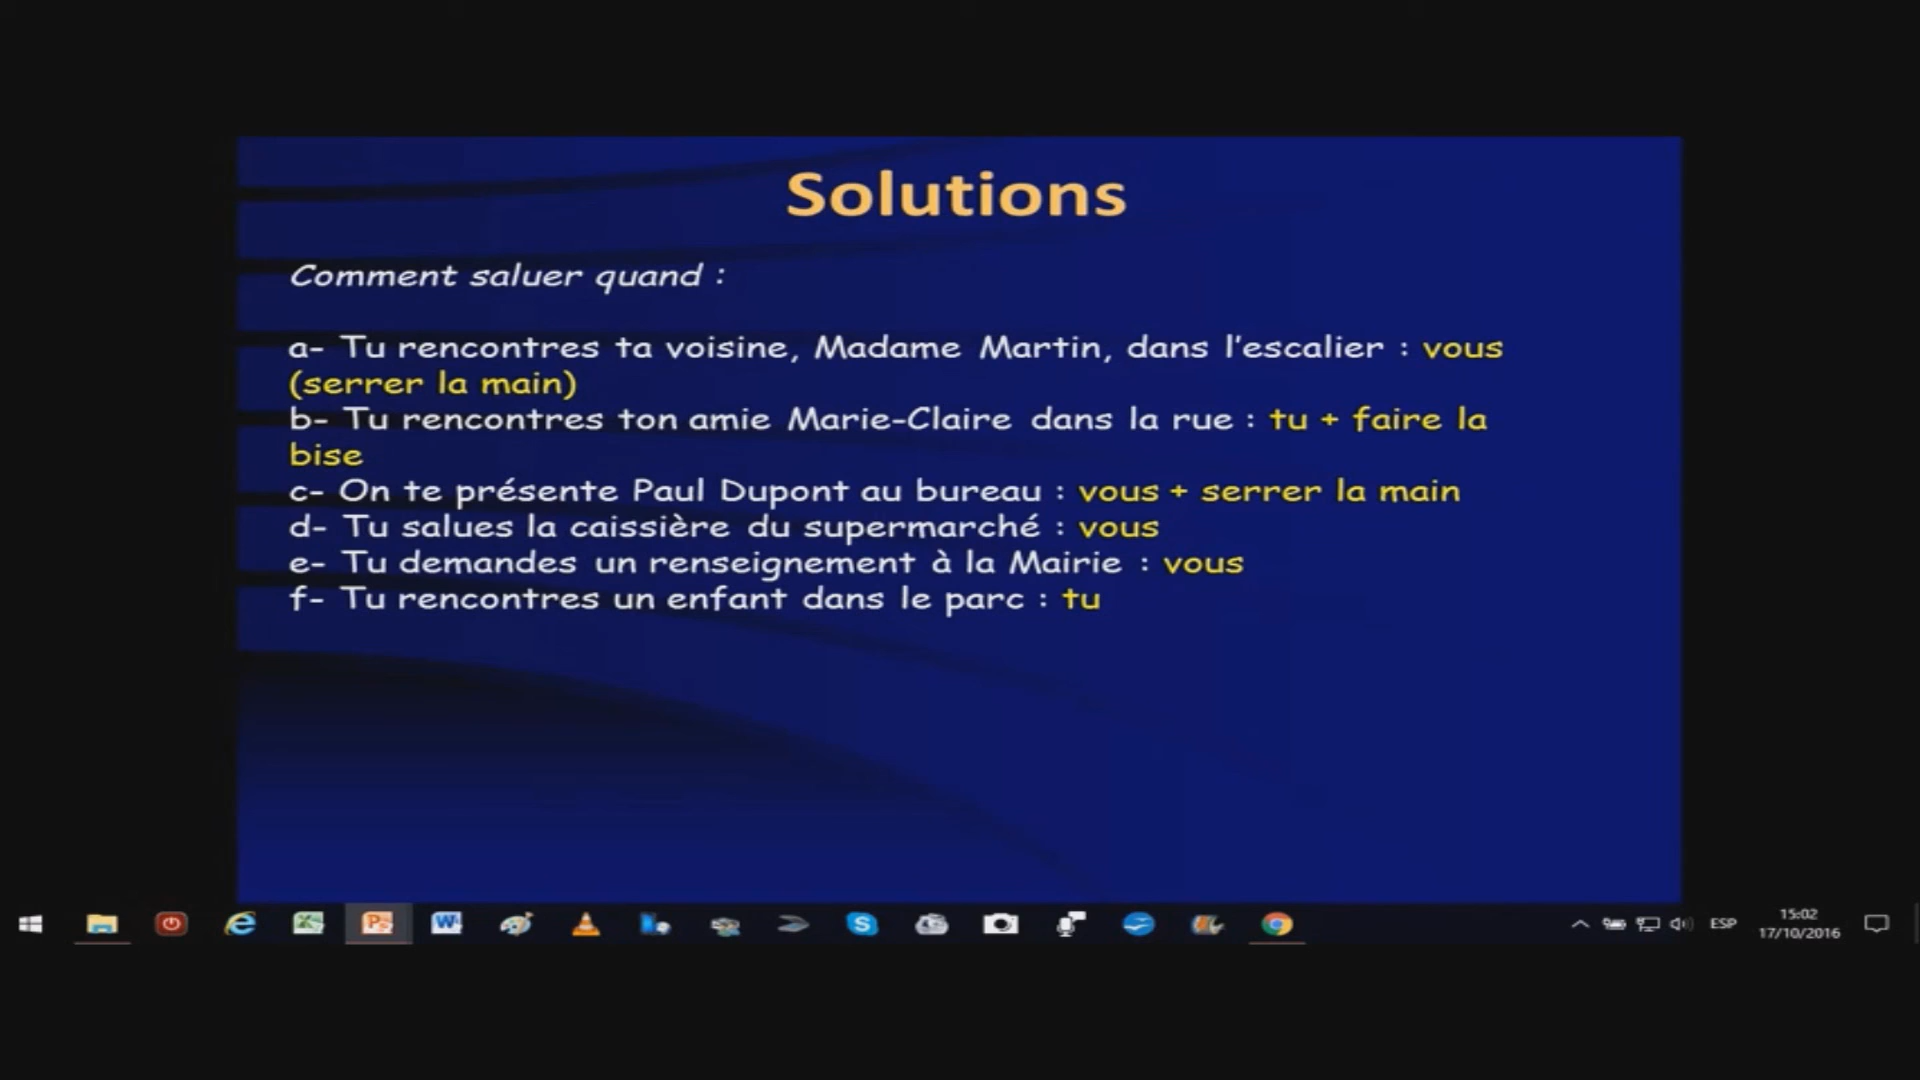 Solutions
Comment saluer quand :
a- Tu rencontres ta voisine, Madame Martin, dans l'escalier : vous
(serrer la main)
b- Tu rencontres ton amie Marie-Claire dans la rue : tu + faire la
bise
c- On te présente Paul Dupont au bureau : vous + serrer la main
d- Tu salues la caissière du supermarché : vous
e- Tu demandes un renseignement à la Mairie : vous
f- Tu rencontres un enfant dans le parc : tu
ESP
15:02
17/10/2016